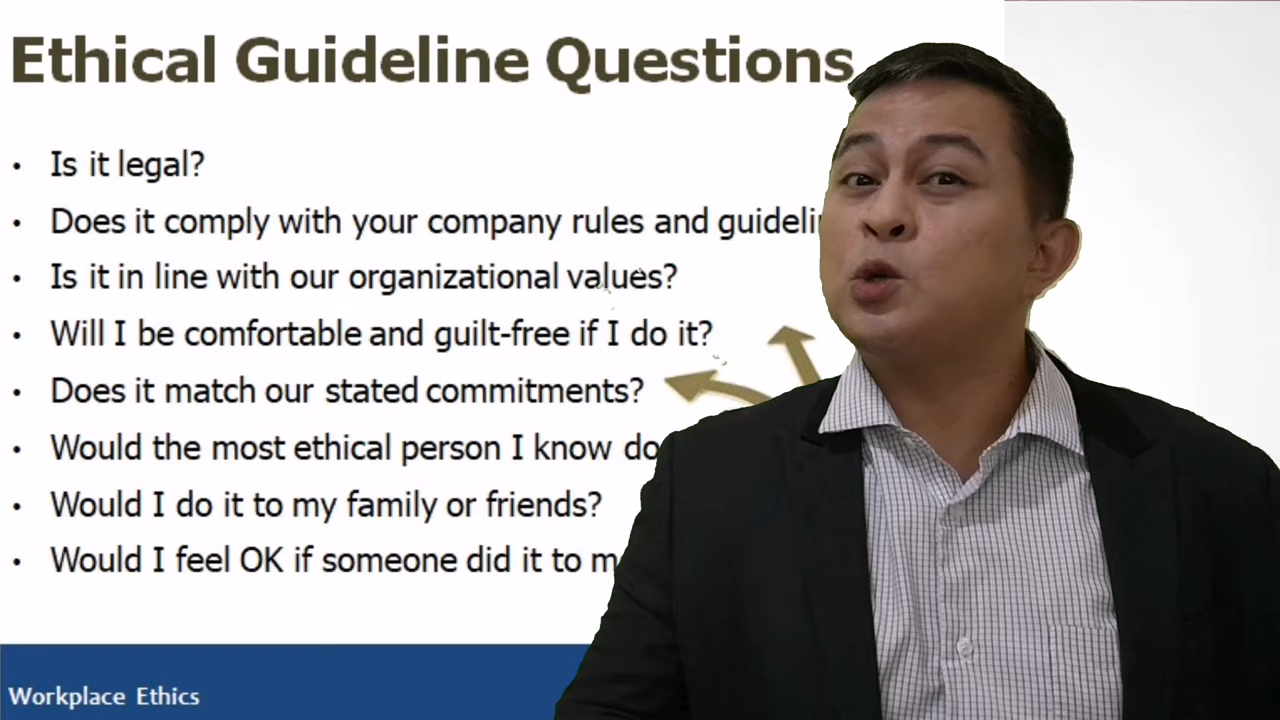 Ethical Guideline Questions
• Is it legal?
• Does it comply with your company rules and
• Is it in line with our organizational values?
• Will I be comfortable and guilt-free if I do it?
• Does it match our stated commitments?
• Would the most ethical person I know do
• Would I do it to my family or friends?
• Would I feel OK if someone did it to
Workplace Ethics